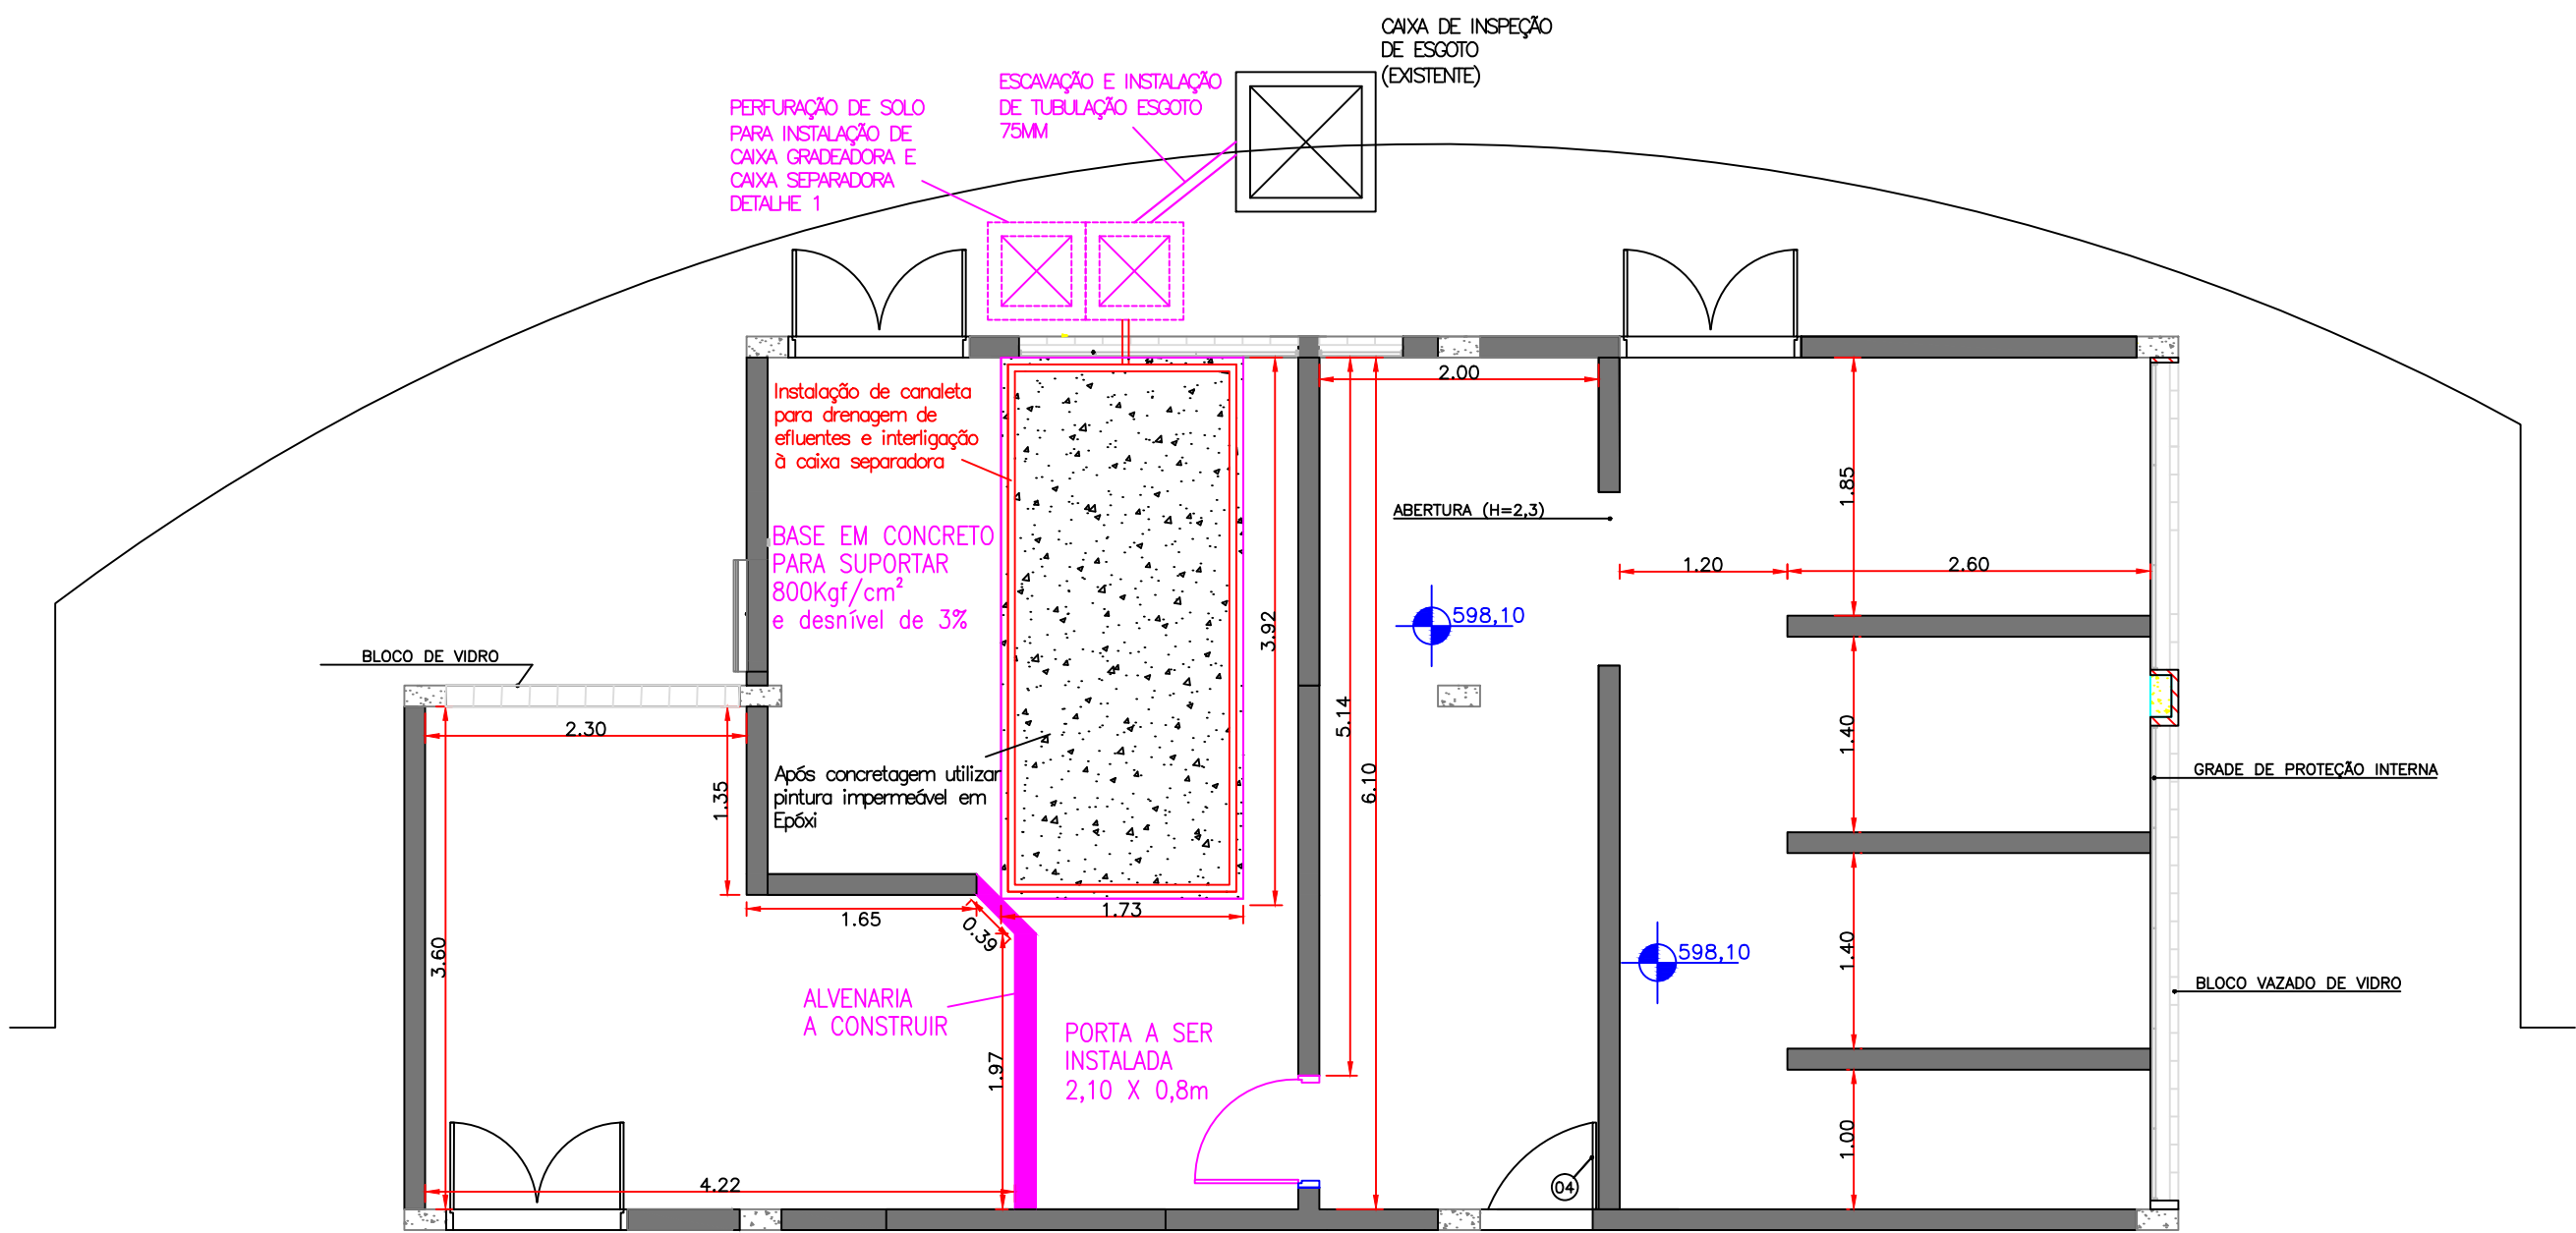 CAIXA DE INSPEÇÃO
DE ESGOTO
(EXISTENTE)
ESCAVAÇÃO E INSTALAÇÃO
DE TUBULAÇÃO ESGOTO
75MM
PERFURAÇÃO DE SOLO
PARA INSTALAÇÃO DE
CAIXA GRADEADORA E
CAIXA SEPARADORA
DETALHE 1
Instalação de canaleta
para drenagem de
efluentes e interligação
à caixa separadora
2.00
1.85
ABERTURA (H=2,3)
BASE EM CONCRETO
PARA SUPORTAR
800Kgf/cm²
e desnível de 3%
1.20
2.60
598,10
3.92
BLOCO DE VIDRO
2.30
5.14
1.40
6.10
GRADE DE PROTEÇÃO INTERNA
Após concretagem utilizar
pintura impermeável em
Epóxi
1.35
1.65
0.39
1.73
3.60
598,10
1.40
BLOCO VAZADO DE VIDRO
ALVENARIA
A CONSTRUIR
PORTA A SER
INSTALADA
2,10 X 0,8m
1.97
1.00
4.22
04